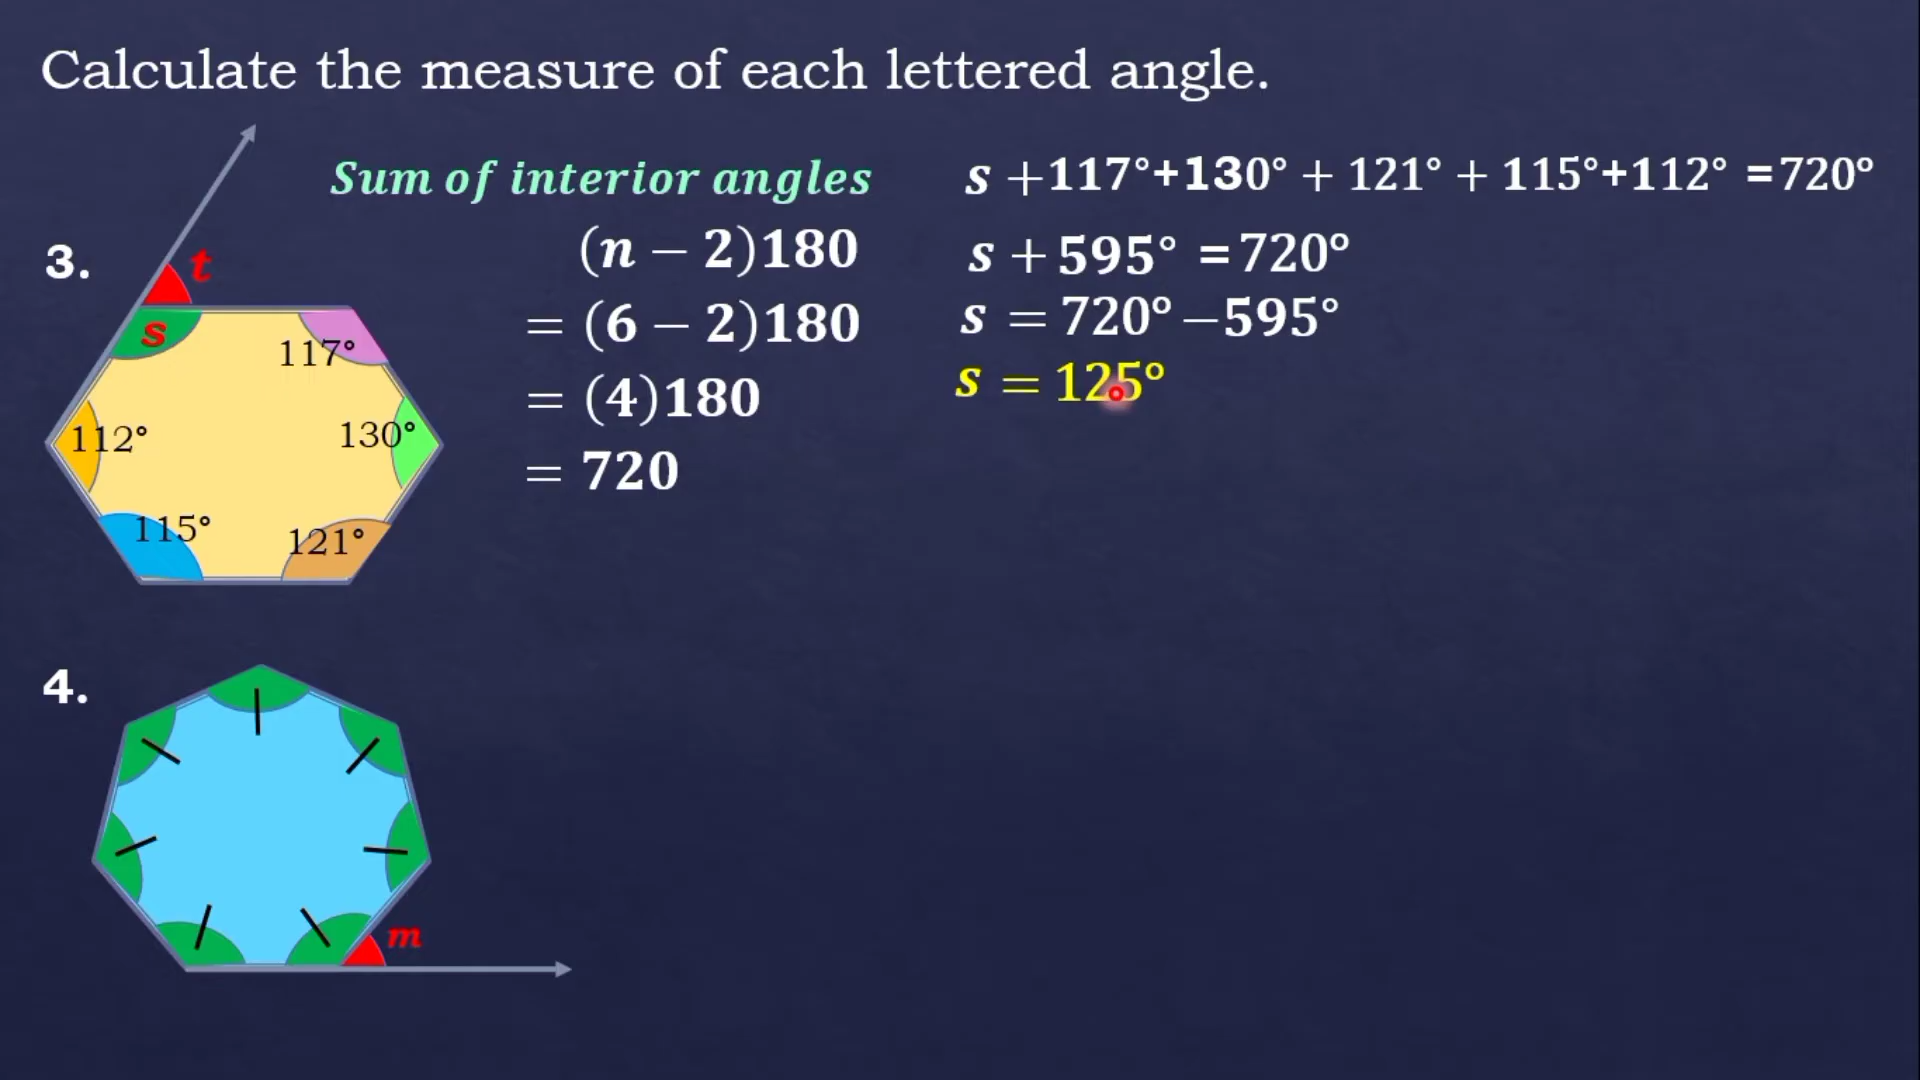 Calculate the measure of each lettered angle.
3.
t
s
117°
112°
130°
115°
121°
Sum of interior angles
(n − 2)180
= (6 − 2)180
= (4)180
= 720
s +117°+130° + 121° + 115°+112° =720°
s + 595° =720°
s = 720° −595°
s = 125°
4.
m